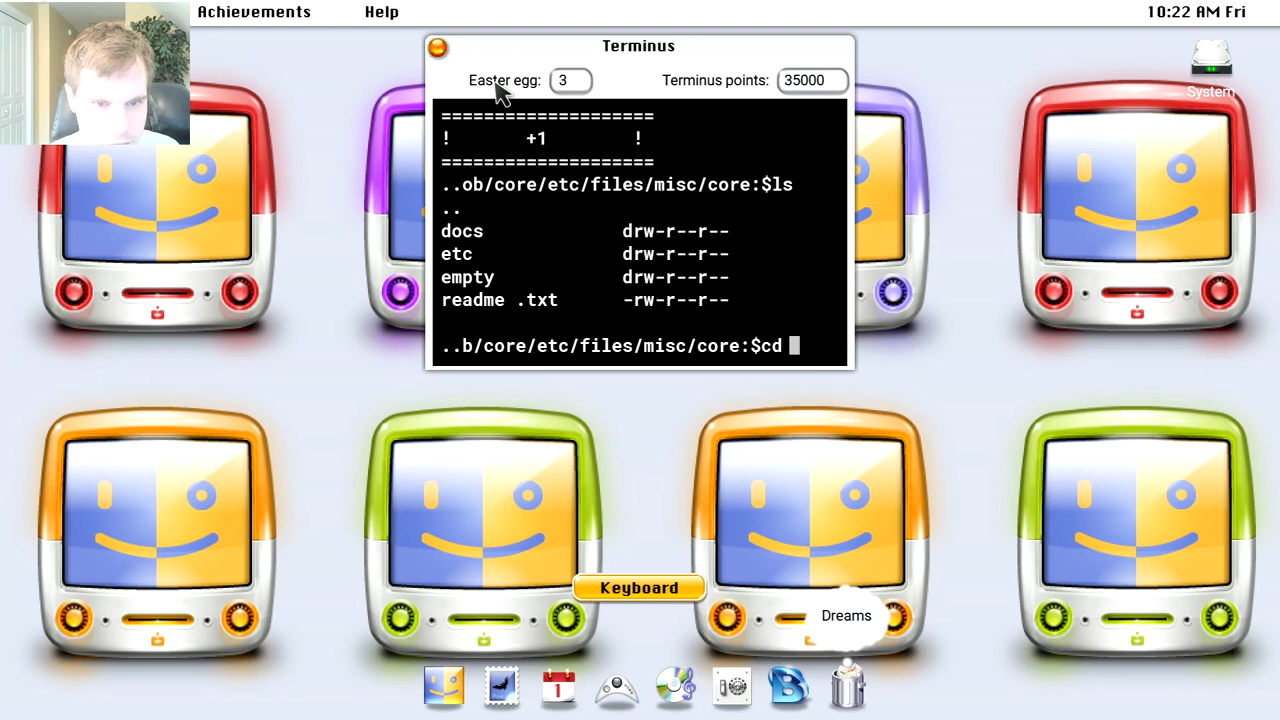 Achievements Help 10:22 AM Fri
Terminus
Easter egg: 3 Terminus points: 35000
System
====================
! +1 !
====================
..ob/core/etc/files/misc/core:$ls
..
docs drw-r--r--
etc drw-r--r--
empty drw-r--r--
readme .txt -rw-r--r--
..b/core/etc/files/misc/core:$cd
Keyboard
Dreams
1
B